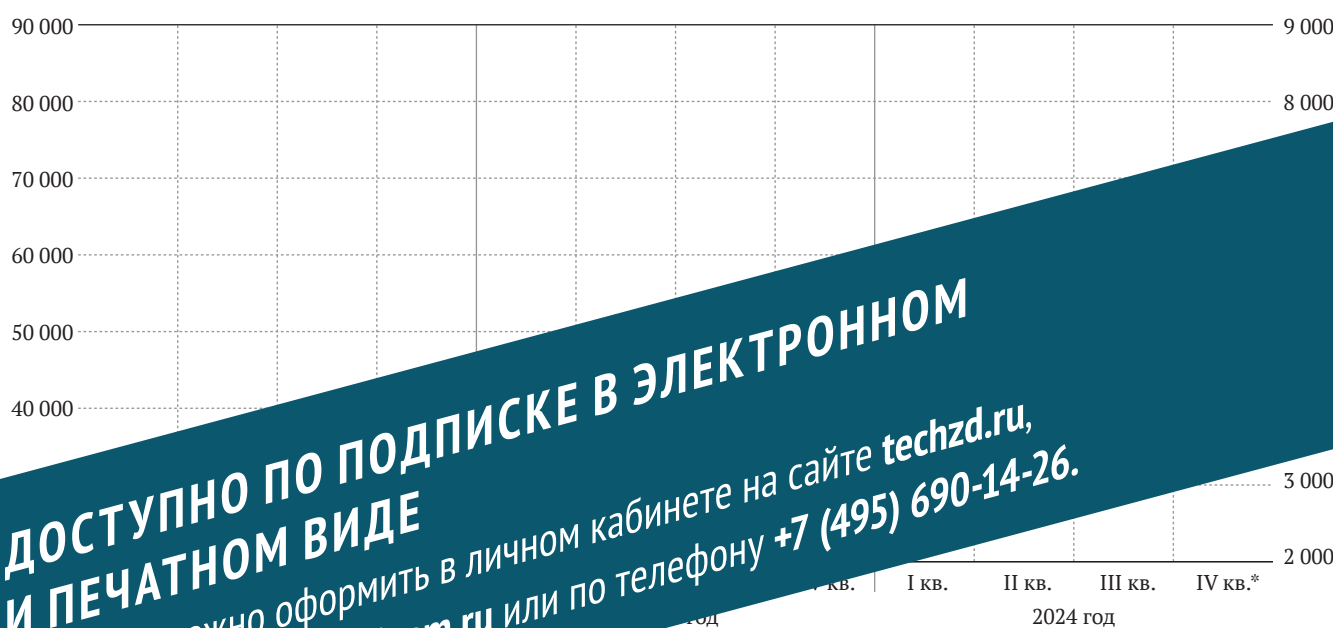 90 000
9 000
80 000
8 000
70 000
60 000
50 000
40 000
ДОСТУПНО ПО ПОДПИСКЕ В ЭЛЕКТРОННОМ
И ПЕЧАТНОМ ВИДЕ
оформить в личном кабинете на сайте techzd.ru,
или по телефону +7 (495) 690-14-26.
3 000
2 000
кв.
I кв.
II кв.
III кв.
IV кв.*
2024 год